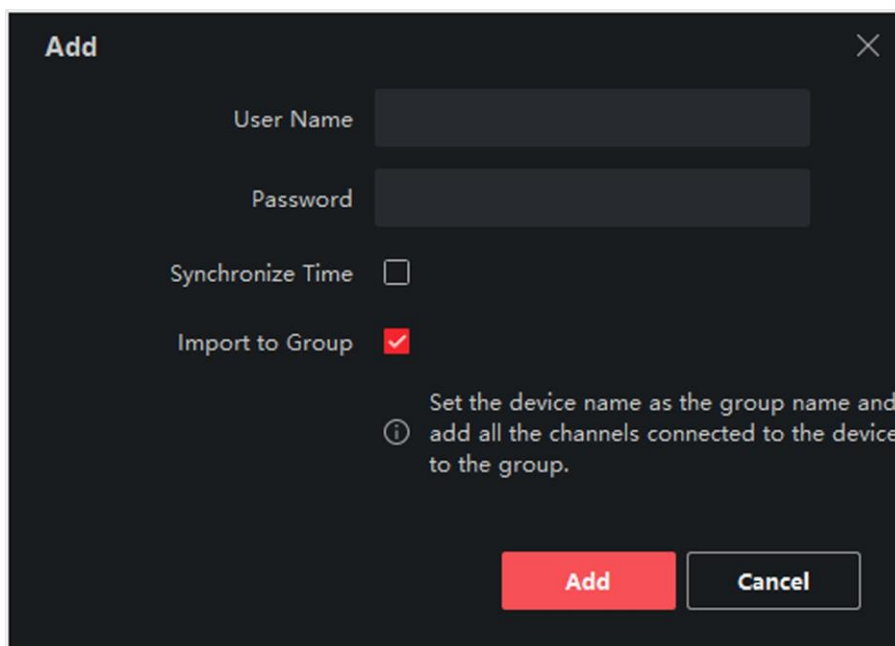 Add
User Name
Password
Synchronize Time
Import to Group
Set the device name as the group name and
add all the channels connected to the device
to the group.
Add Cancel